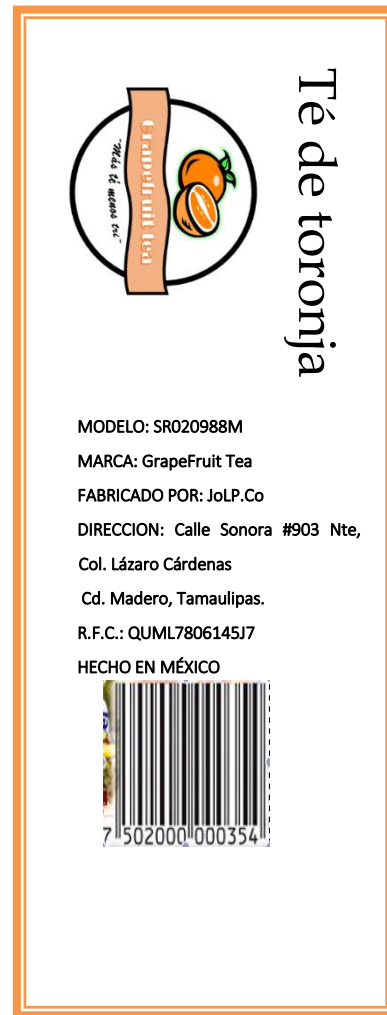 Té de toronja
Grapefruit tea
"Más té menos tri"
MODELO: SR020988M
MARCA: GrapeFruit Tea
FABRICADO POR: JoLP.Co
DIRECCION: Calle Sonora #903 Nte,
Col. Lázaro Cárdenas
Cd. Madero, Tamaulipas.
R.F.C.: QUML7806145J7
HECHO EN MÉXICO
7 502000 000354